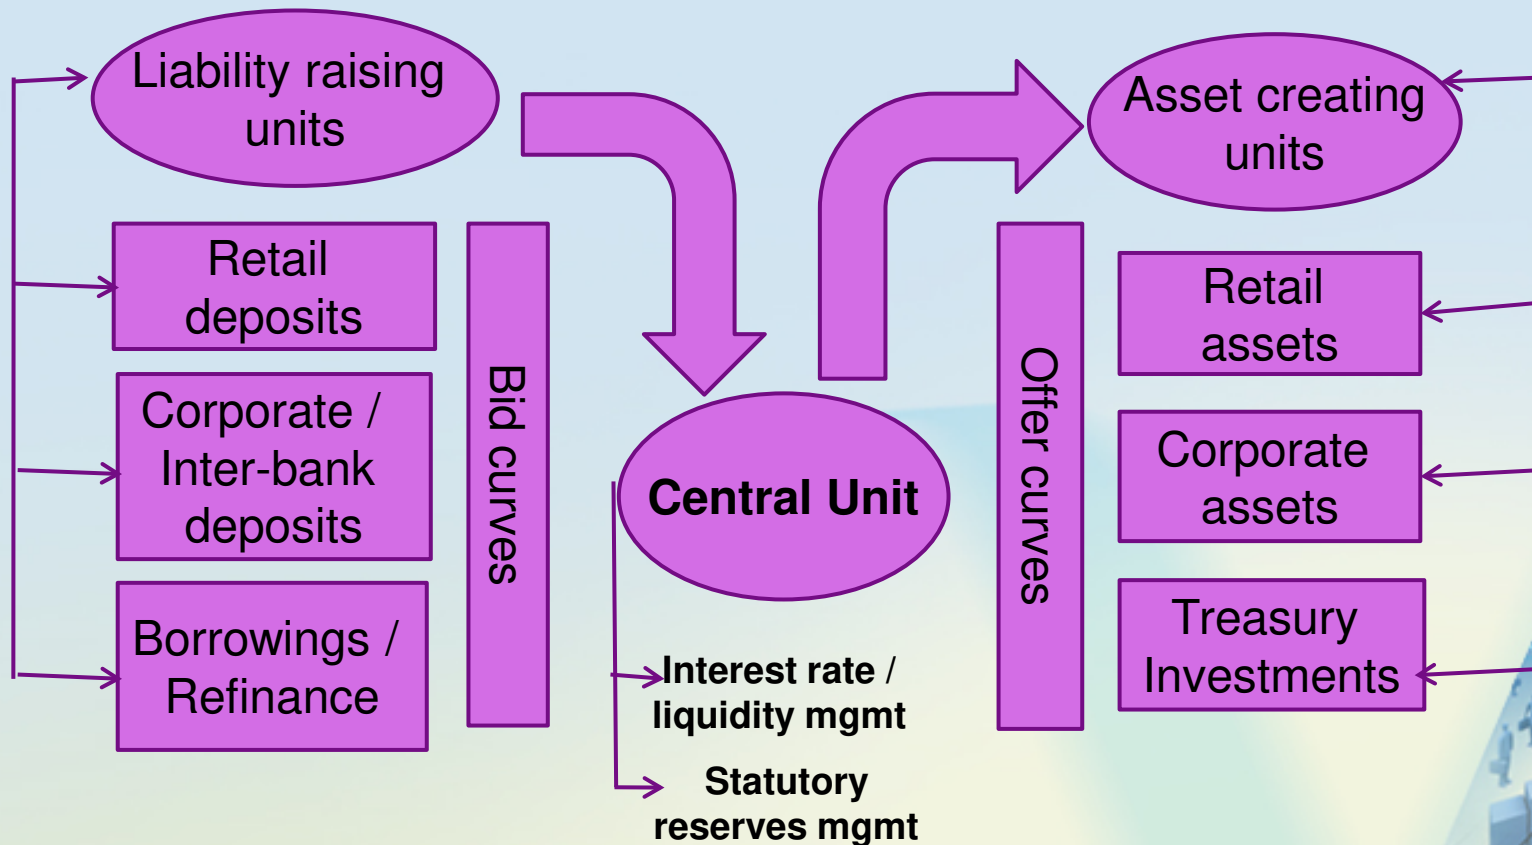 Liability raising
units
Asset creating
units
Retail
deposits
Corporate /
Inter-bank
deposits
Borrowings /
Refinance
Bid curves
Central Unit
Interest rate /
liquidity mgmt
Statutory
reserves mgmt
Offer curves
Retail
assets
Corporate
assets
Treasury
Investments